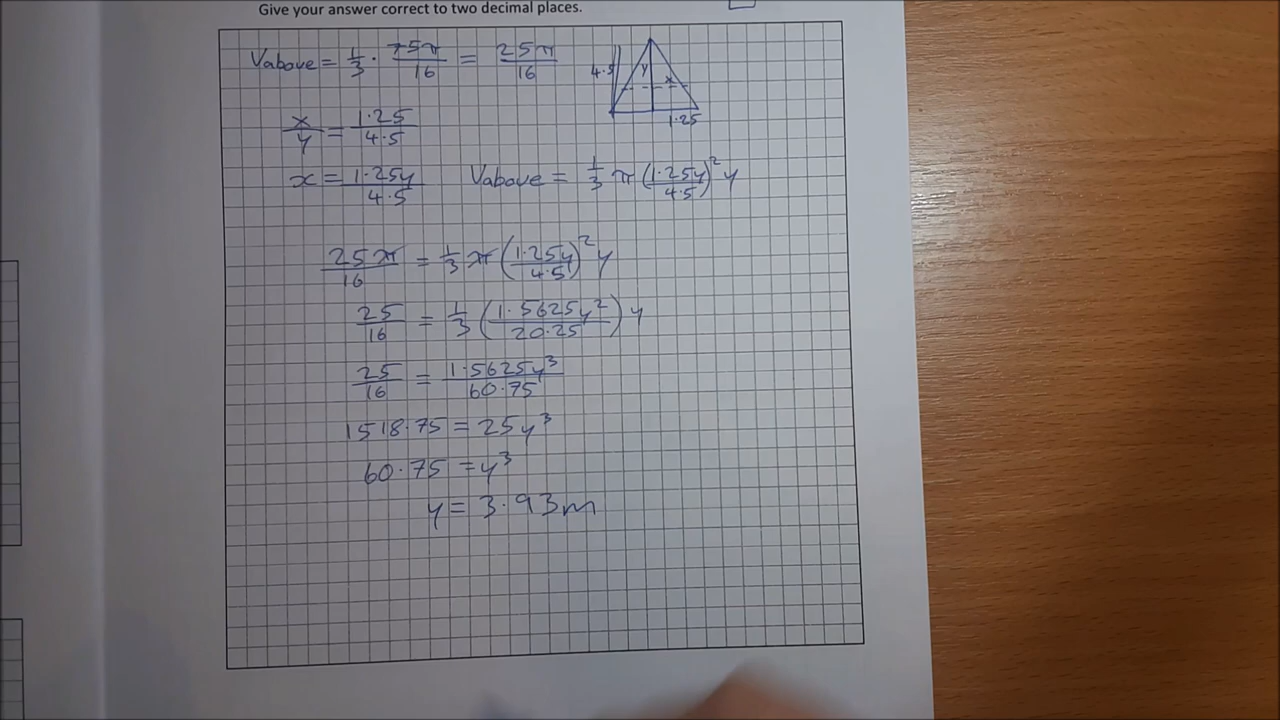 Give your answer correct to two decimal places.
Vabove = 1/3 · 75π/16 = 25π/16
4.5 y x
1.25
x/y = 1.25/4.5
x = 1.25y/4.5 Vabove = 1/3 π (1.25y/4.5)² y
25π/16 = 1/3 π (1.25y/4.5)² y
25/16 = 1/3 (1.5625y²/20.25) y
25/16 = 1.5625y³/60.75
1518.75 = 25y³
60.75 = y³
y = 3.93m